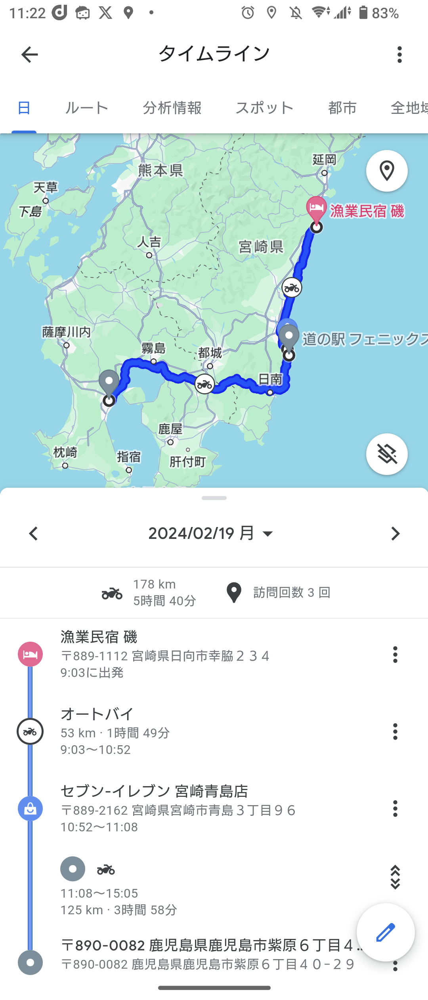 11:22
83%
タイムライン
日 ルート 分析情報 スポット 都市 全地域
延岡
熊本県
天草
下島
漁業民宿 磯
人吉
宮崎県
薩摩川内
道の駅 フェニックス
霧島
都城
日南
鹿屋
枕崎
指宿
肝付町
2024/02/19 月
178 km
5時間 40分
訪問回数 3 回
漁業民宿 磯
〒889-1112 宮崎県日向市幸脇２３４
9:03に出発
オートバイ
53 km · 1時間 49分
9:03～10:52
セブン-イレブン 宮崎青島店
〒889-2162 宮崎県宮崎市青島３丁目９６
10:52～11:08
11:08～15:05
125 km · 3時間 58分
〒890-0082 鹿児島県鹿児島市紫原６丁目４...
〒890-0082 鹿児島県鹿児島市紫原６丁目４０−２９